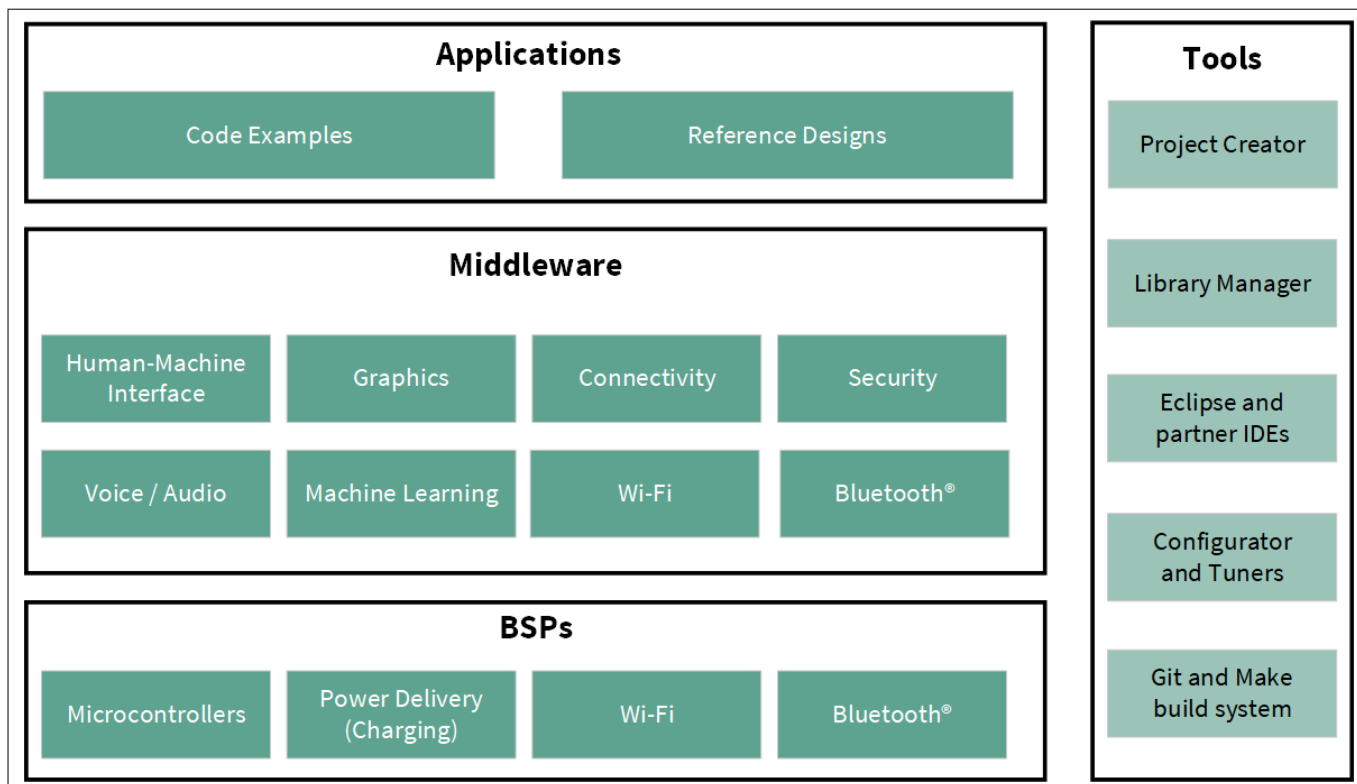 Applications
Code Examples
Reference Designs
Middleware
Human-Machine
Interface
Graphics
Connectivity
Security
Voice / Audio
Machine Learning
Wi-Fi
Bluetooth®
BSPs
Microcontrollers
Power Delivery
(Charging)
Wi-Fi
Bluetooth®
Tools
Project Creator
Library Manager
Eclipse and
partner IDEs
Configurator
and Tuners
Git and Make
build system